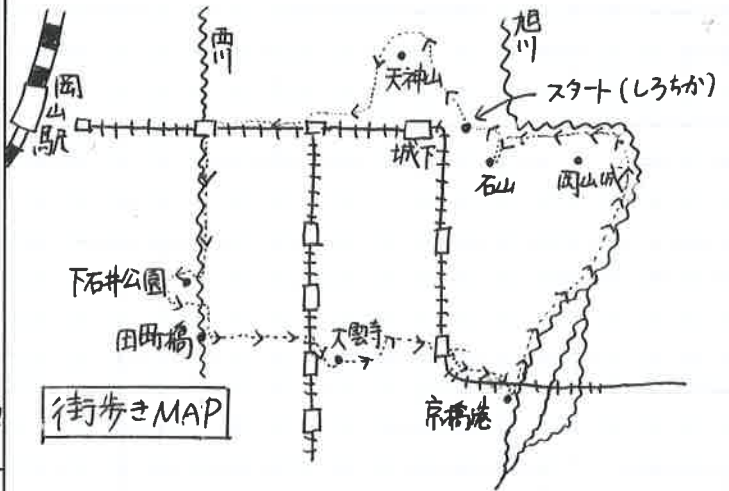 西川
旭川
岡山駅
天神山
スタート(しろちか)
城下
石山
岡山城
下石井公園
田町橋
大雲寺
京橋港
街歩きMAP